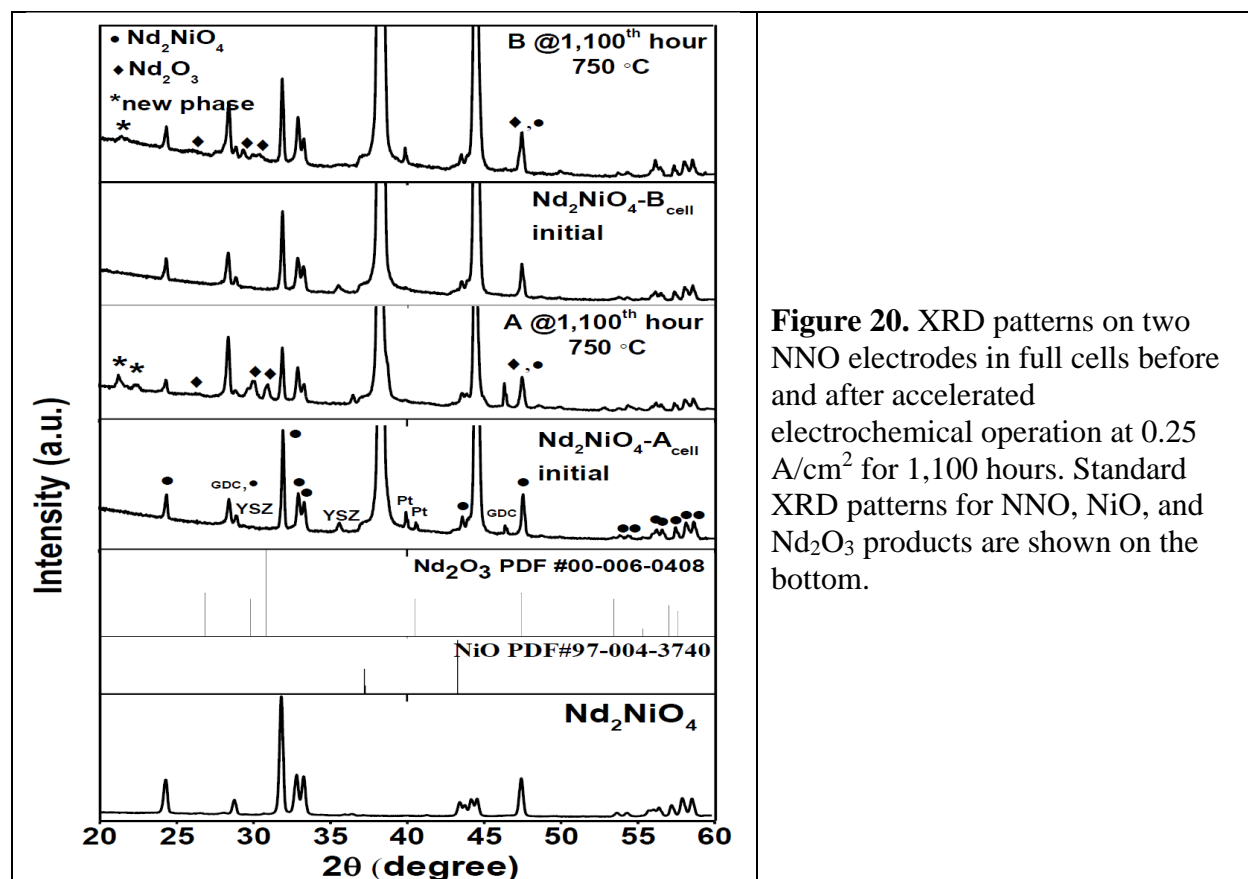 Intensity (a.u.)
● Nd₂NiO₄
◆ Nd₂O₃
*new phase
B @1,100ᵗʰ hour
750 °C
*
◆
◆
◆
◆ ,●
Nd₂NiO₄-B_cell
initial
A @1,100ᵗʰ hour
750 °C
*
*
◆
◆
◆
◆ ,●
Nd₂NiO₄-A_cell
initial
GDC,●
YSZ
YSZ
Pt
Pt
GDC
Nd₂O₃ PDF #00-006-0408
NiO PDF#97-004-3740
Nd₂NiO₄
20 25 30 35 40 45 50 55 60
2θ (degree)
Figure 20. XRD patterns on two
NNO electrodes in full cells before
and after accelerated
electrochemical operation at 0.25
A/cm² for 1,100 hours. Standard
XRD patterns for NNO, NiO, and
Nd₂O₃ products are shown on the
bottom.